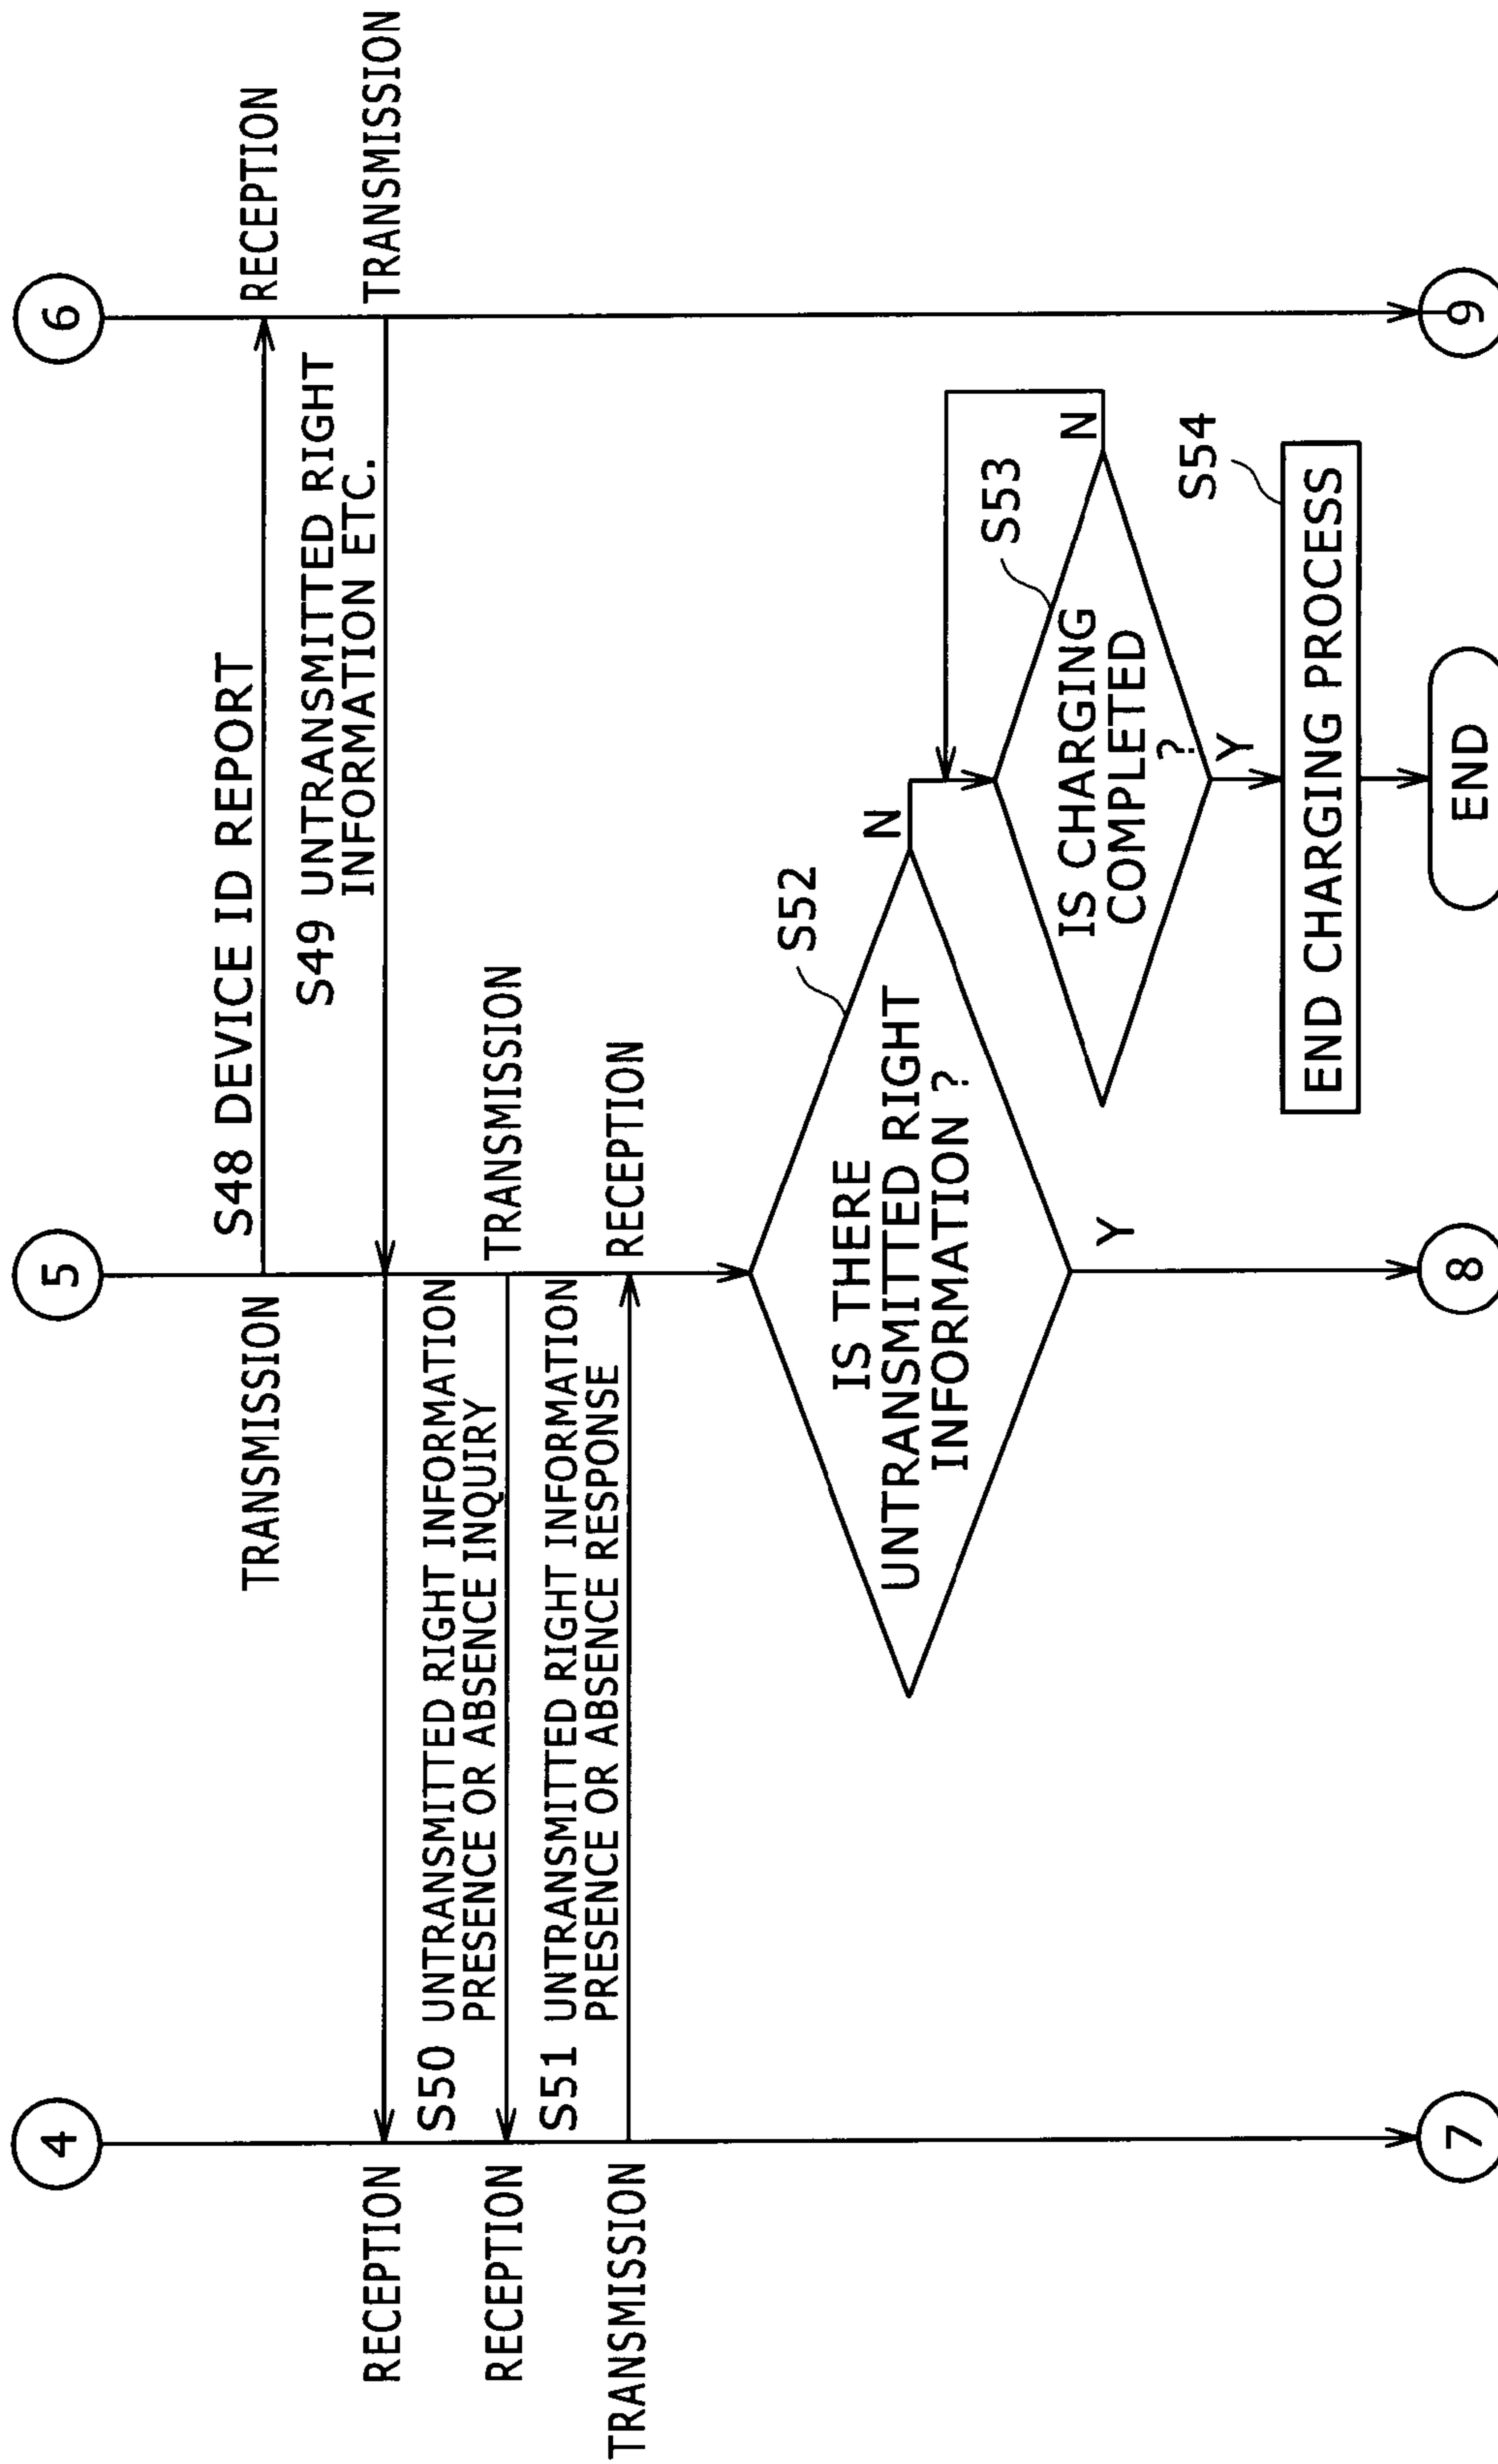 4
5
6
TRANSMISSION
S48 DEVICE ID REPORT
RECEPTION
S49 UNTRANSMITTED RIGHT
INFORMATION ETC.
RECEPTION
TRANSMISSION
S50 UNTRANSMITTED RIGHT INFORMATION
PRESENCE OR ABSENCE INQUIRY
RECEPTION
TRANSMISSION
S51 UNTRANSMITTED RIGHT INFORMATION
PRESENCE OR ABSENCE RESPONSE
TRANSMISSION
RECEPTION
S52
IS THERE
UNTRANSMITTED RIGHT
INFORMATION ?
N
Y
S53
IS CHARGING
COMPLETED
?
N
Y
S54
END CHARGING PROCESS
END
7
8
9